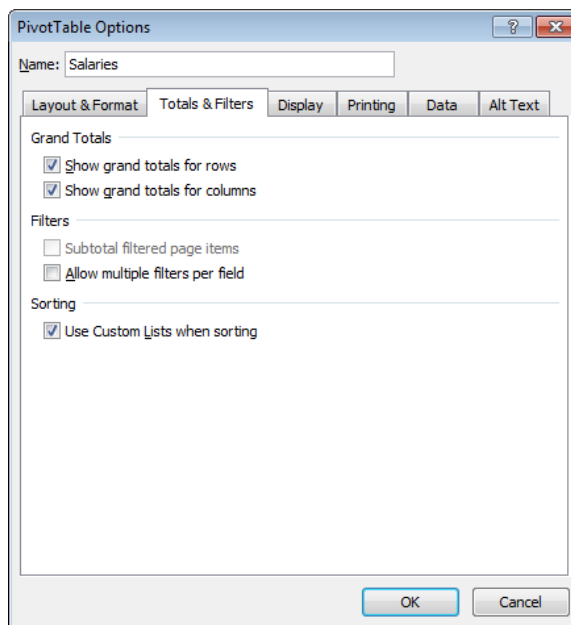 PivotTable Options
Name: Salaries
Layout & Format Totals & Filters Display Printing Data Alt Text
Grand Totals
Show grand totals for rows
Show grand totals for columns
Filters
Subtotal filtered page items
Allow multiple filters per field
Sorting
Use Custom Lists when sorting
OK Cancel